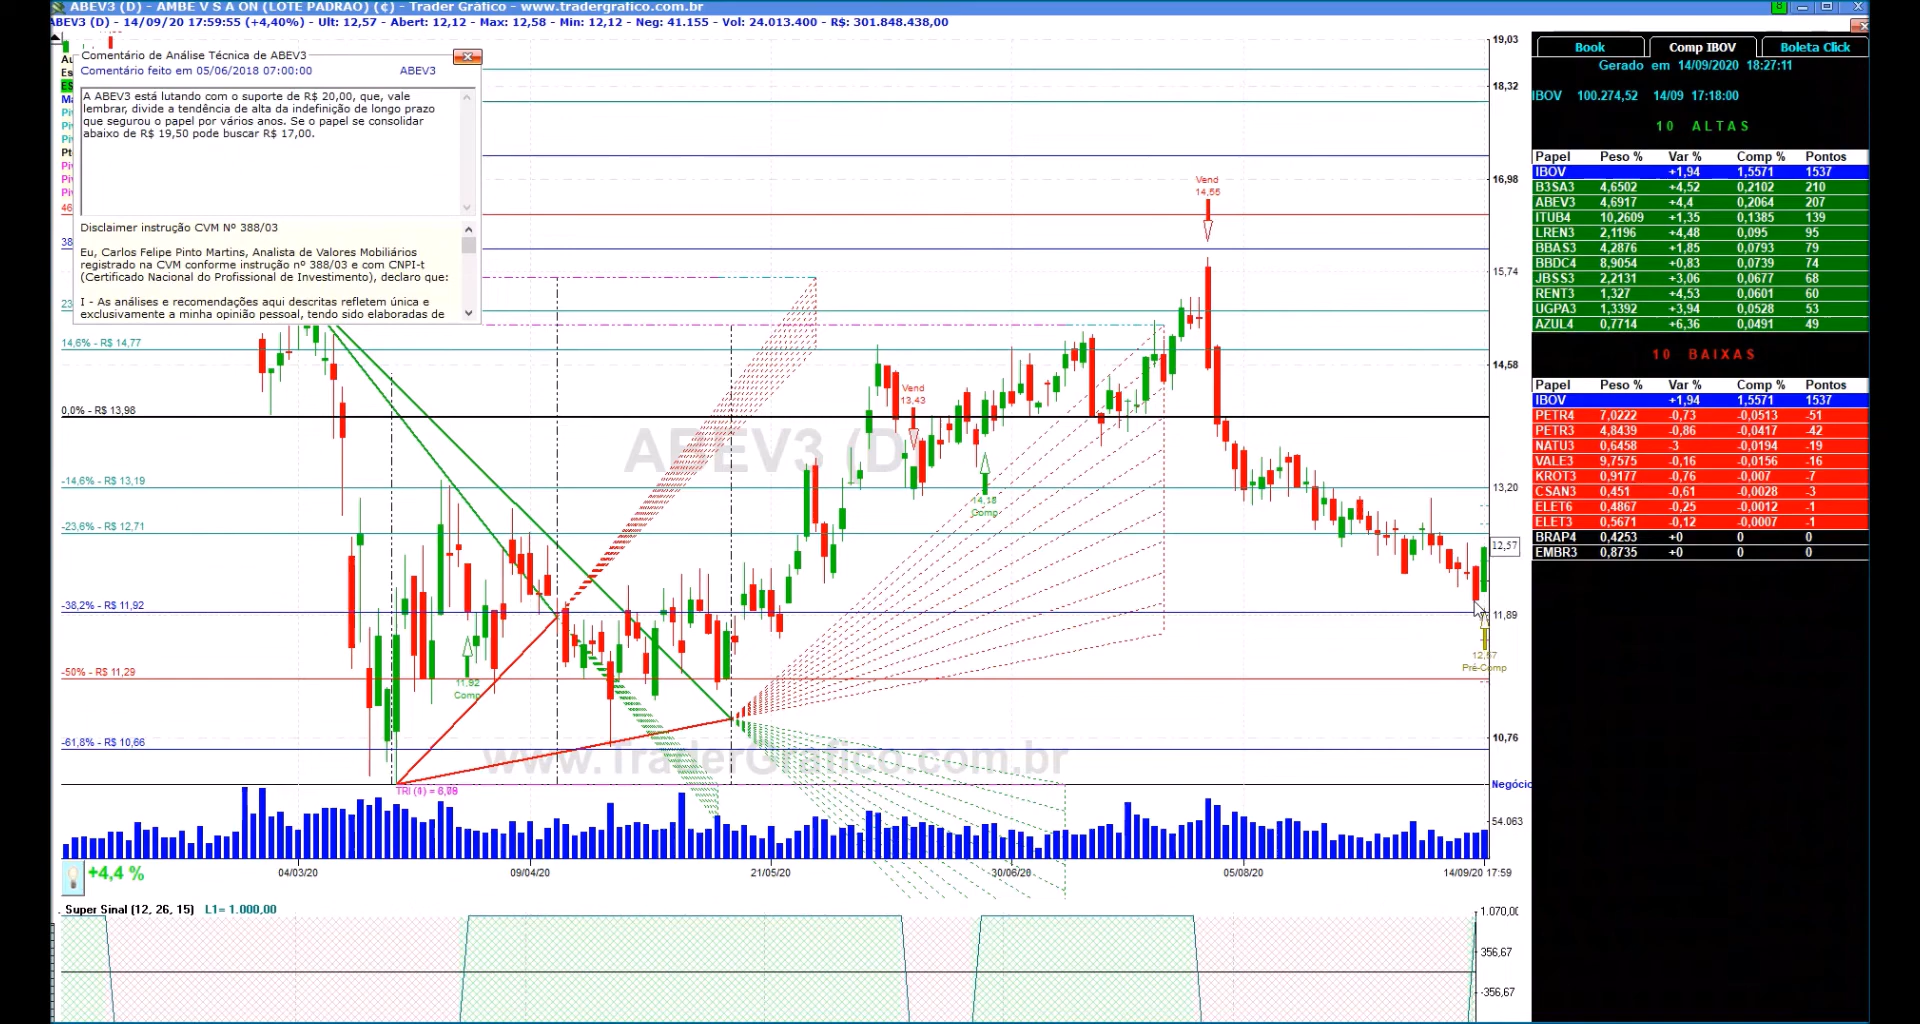 ABEV3 (D) - AMBE V S A ON (LOTE PADRAO) (¢) - Trader Gráfico - www.tradergrafico.com.br
ABEV3 (D) - 14/09/20 17:59:55 (+4,40%) - Ult: 12,57 - Abert: 12,12 - Max: 12,58 - Min: 12,12 - Neg: 41.155 - Vol: 24.013.400 - R$: 301.848.438,00
Comentário de Análise Técnica de ABEV3
Comentário feito em 05/06/2018 07:00:00 ABEV3
A ABEV3 está lutando com o suporte de R$ 20,00, que, vale
lembrar, divide a tendência de alta da indefinição de longo prazo
que segurou o papel por vários anos. Se o papel se consolidar
abaixo de R$ 19,50 pode buscar R$ 17,00.
Disclaimer instrução CVM Nº 388/03
Eu, Carlos Felipe Pinto Martins, Analista de Valores Mobiliários
registrado na CVM conforme instrução nº 388/03 e com CNPI-t
(Certificado Nacional do Profissional de Investimento), declaro que:
I - As análises e recomendações aqui descritas refletem única e
exclusivamente a minha opinião pessoal, tendo sido elaboradas de
14,6% - R$ 14,77
0,0% - R$ 13,98
-14,6% - R$ 13,19
-23,6% - R$ 12,71
-38,2% - R$ 11,92
-50% - R$ 11,29
-61,8% - R$ 10,66
ABEV3 (D)
www.TraderGrafico.com.br
Vend
14,55
Vend
13,43
14,15
Comp
11,92
Comp
Pré-Comp
19,03
18,32
16,98
15,74
14,58
13,20
12,57
11,89
10,76
Negócio
54.063
04/03/20
09/04/20
21/05/20
30/06/20
05/08/20
14/09/20 17:59
+4,4 %
Super Sinal (12, 26, 15) L1= 1.000,00
1.070,00
356,67
-356,67
Book Comp IBOV Boleta Click
Gerado em 14/09/2020 18:27:11
IBOV 100.274,52 14/09 17:18:00
10 ALTAS
Papel Peso % Var % Comp % Pontos
IBOV +1,94 1,5571 1537
B3SA3 4,6502 +4,52 0,2102 210
ABEV3 4,6917 +4,4 0,2064 207
ITUB4 10,2609 +1,35 0,1385 139
LREN3 2,1196 +4,48 0,095 95
BBAS3 4,2876 +1,85 0,0793 79
BBDC4 8,9054 +0,83 0,0739 74
JBSS3 2,2131 +3,06 0,0677 68
RENT3 1,327 +4,53 0,0601 60
UGPA3 1,3392 +3,94 0,0528 53
AZUL4 0,7714 +6,36 0,0491 49
10 BAIXAS
Papel Peso % Var % Comp % Pontos
IBOV +1,94 1,5571 1537
PETR4 7,0222 -0,73 -0,0513 -51
PETR3 4,8439 -0,86 -0,0417 -42
NATU3 0,6458 -3 -0,0194 -19
VALE3 9,7575 -0,16 -0,0156 -16
KROT3 0,9177 -0,76 -0,007 -7
CSAN3 0,451 -0,61 -0,0028 -3
ELET6 0,4867 -0,25 -0,0012 -1
ELET3 0,5671 -0,12 -0,0007 -1
BRAP4 0,4253 +0 0 0
EMBR3 0,8735 +0 0 0